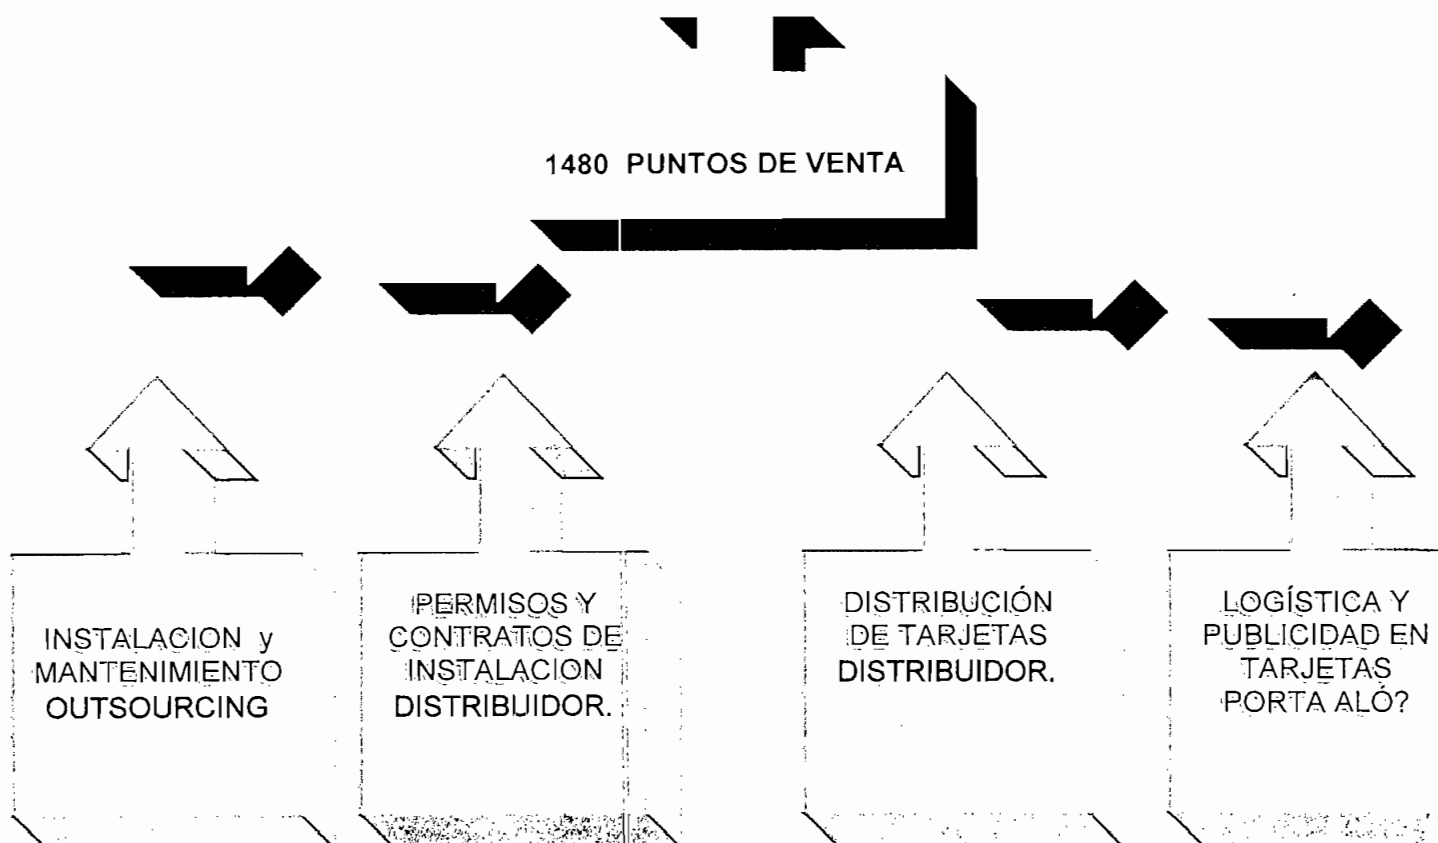 1480 PUNTOS DE VENTA
INSTALACION y
MANTENIMIENTO
OUTSOURCING
PERMISOS Y
CONTRATOS DE
INSTALACION
DISTRIBUIDOR.
DISTRIBUCIÓN
DE TARJETAS
DISTRIBUIDOR.
LOGÍSTICA Y
PUBLICIDAD EN
TARJETAS
PORTA ALÓ?